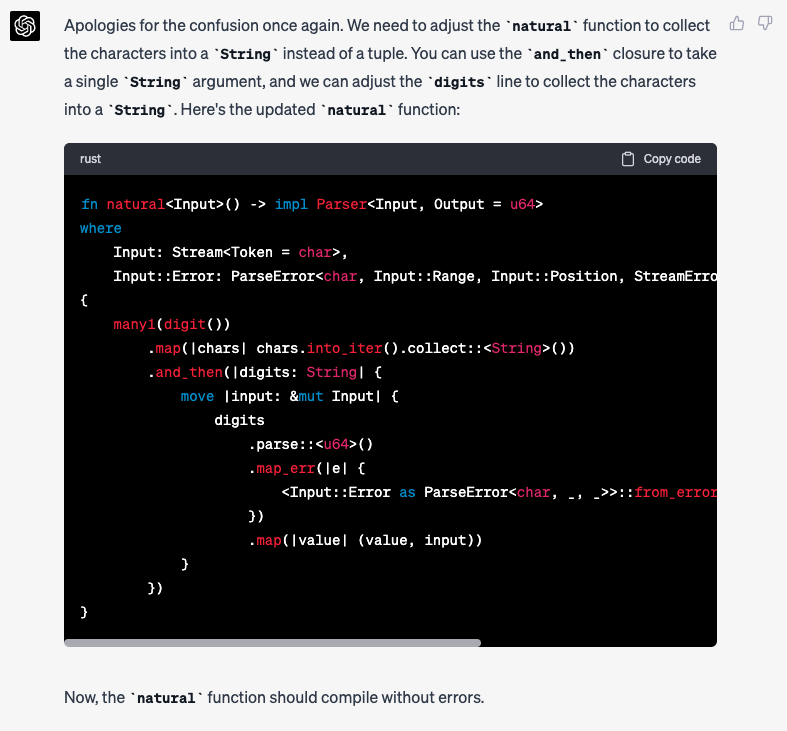 Apologies for the confusion once again. We need to adjust the `natural` function to collect
the characters into a `String` instead of a tuple. You can use the `and_then` closure to take
a single `String` argument, and we can adjust the `digits` line to collect the characters
into a `String`. Here's the updated `natural` function:
rust Copy code
fn natural<Input>() -> impl Parser<Input, Output = u64>
where
    Input: Stream<Token = char>,
    Input::Error: ParseError<char, Input::Range, Input::Position, StreamErro
{
    many1(digit())
        .map(|chars| chars.into_iter().collect::<String>())
        .and_then(|digits: String| {
            move |input: &mut Input| {
                digits
                    .parse::<u64>()
                    .map_err(|e| {
                        <Input::Error as ParseError<char, _, _>>::from_error
                    })
                    .map(|value| (value, input))
            }
        })
}
Now, the `natural` function should compile without errors.